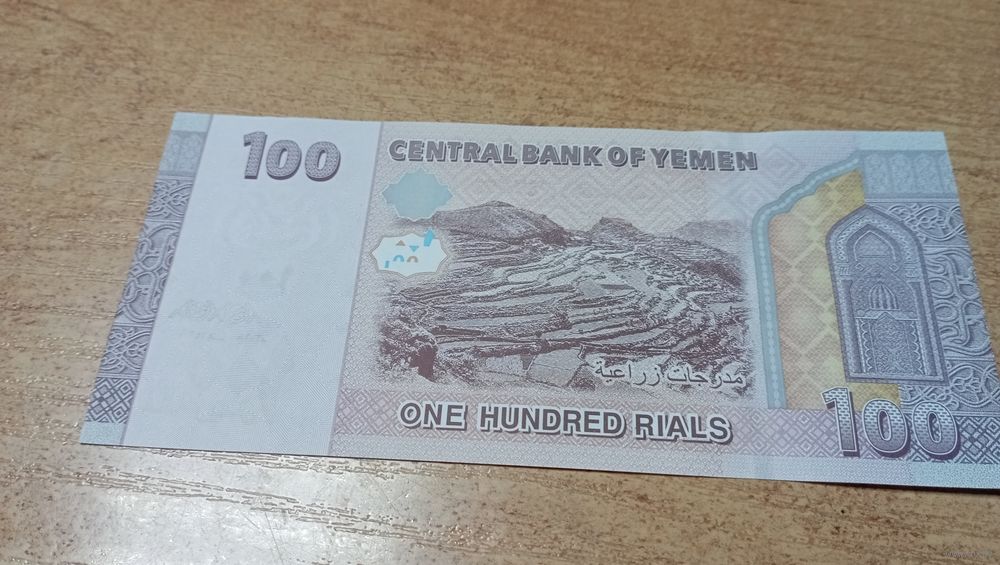 100
CENTRAL BANK OF YEMEN
مدرجات زراعية
ONE HUNDRED RIALS
100